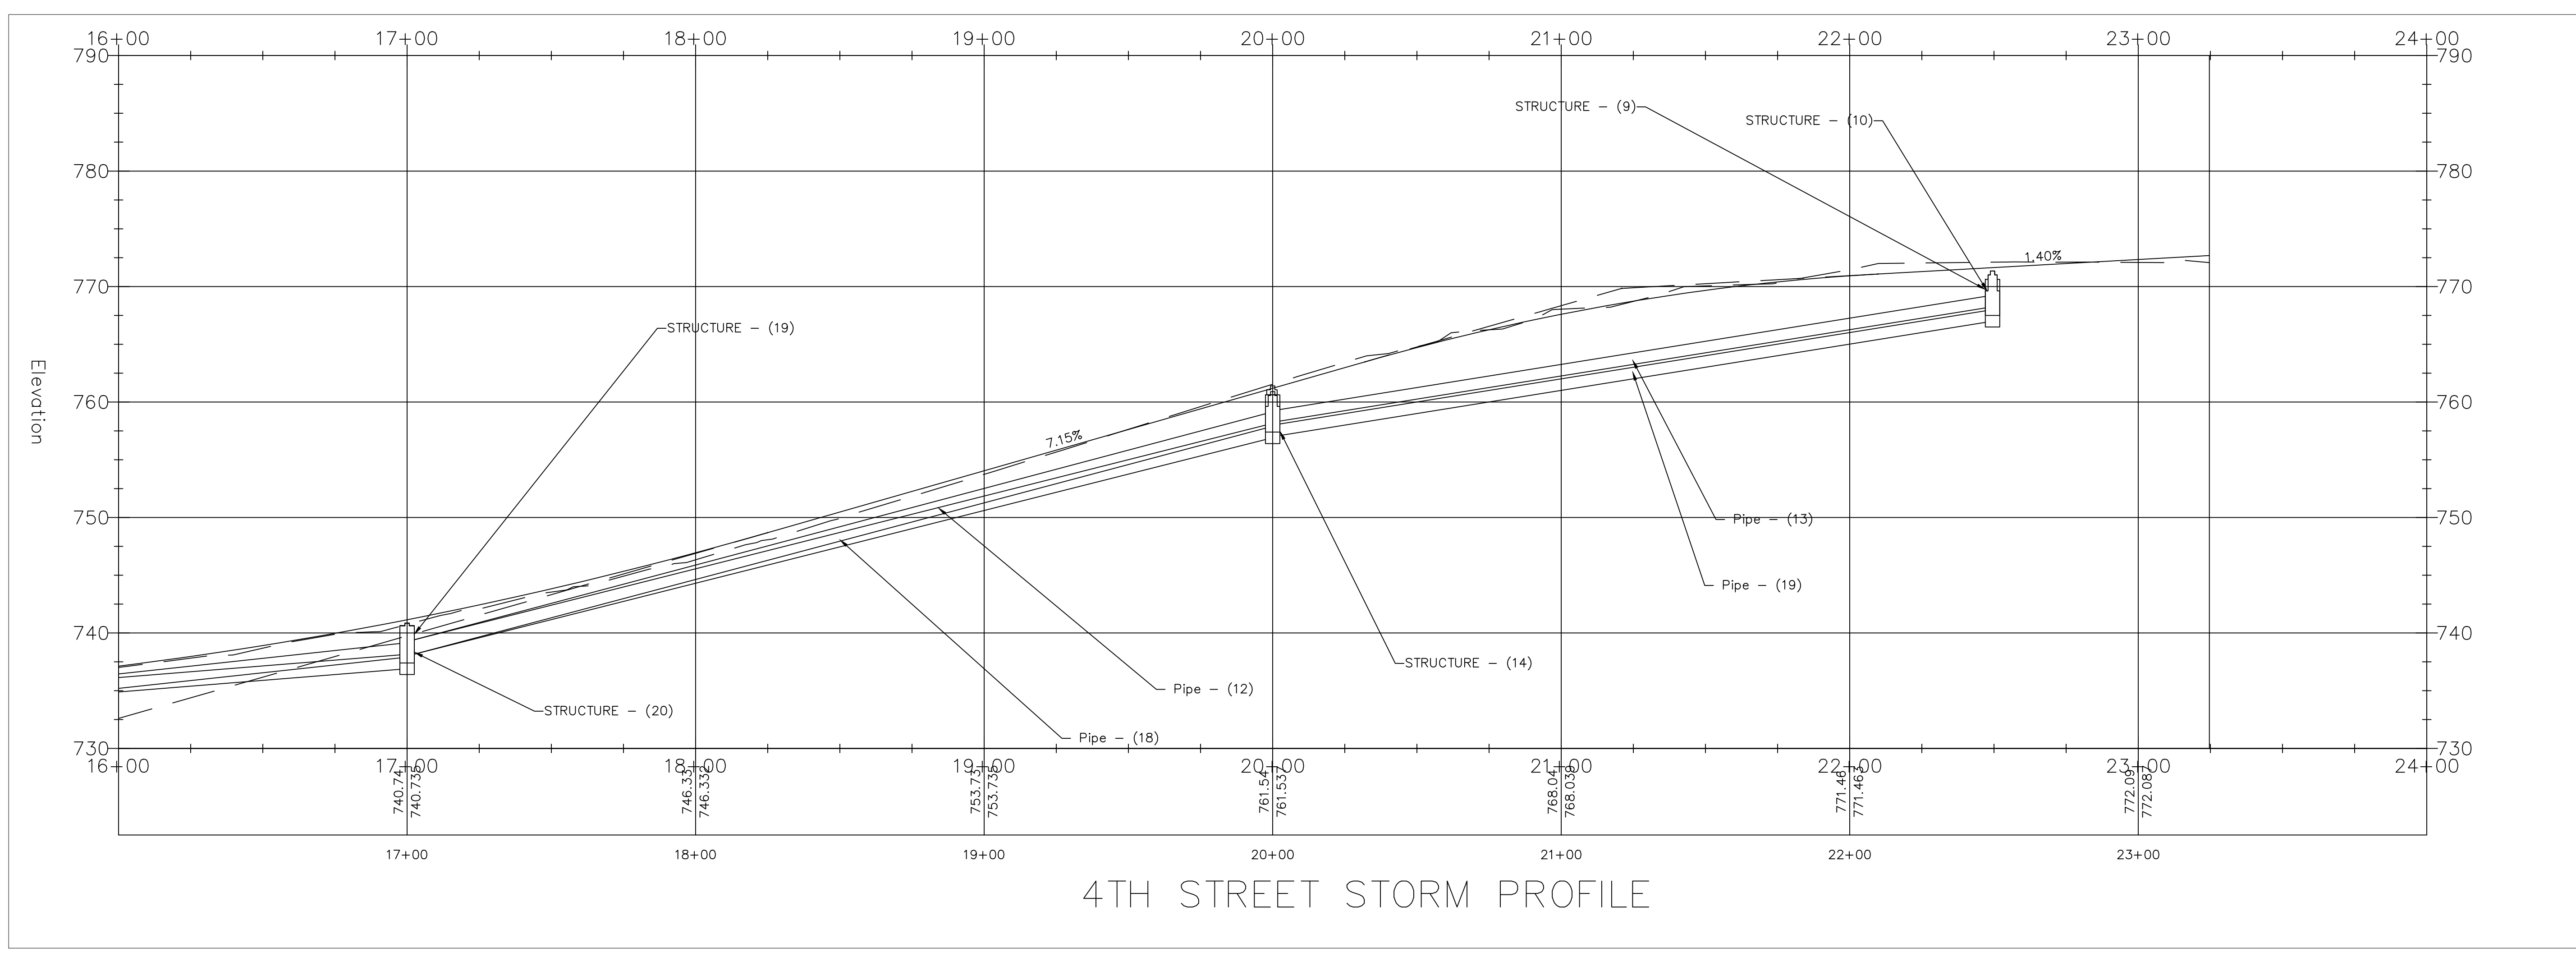 16+00 17+00 18+00 19+00 20+00 21+00 22+00 23+00 24+00
790 790
STRUCTURE - (9)
STRUCTURE - (10)
780 780
770 770
1.40%
STRUCTURE - (19)
760 760
Elevation
7.15%
750 750
Pipe - (13)
Pipe - (19)
740 740
STRUCTURE - (14)
Pipe - (12)
STRUCTURE - (20)
Pipe - (18)
730 730
16+00 17+00 18+00 19+00 20+00 21+00 22+00 23+00 24+00
740.74
740.735
746.33
746.332
753.73
753.735
761.54
761.537
768.04
768.039
771.46
771.463
772.09
772.087
17+00 18+00 19+00 20+00 21+00 22+00 23+00
4TH STREET STORM PROFILE